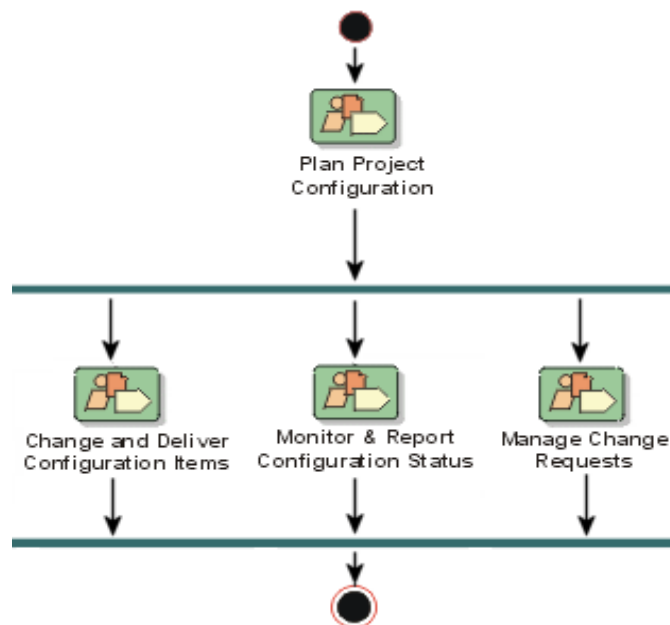 Plan Project
Configuration
Change and Deliver
Configuration Items
Monitor & Report
Configuration Status
Manage Change
Requests